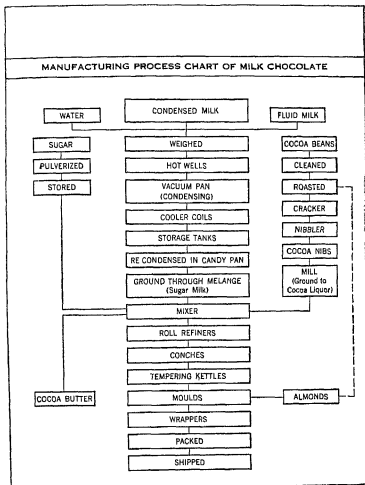 MANUFACTURING PROCESS CHART OF MILK CHOCOLATE
WATER
CONDENSED MILK
FLUID MILK
SUGAR
WEIGHED
COCOA BEANS
PULVERIZED
HOT WELLS
CLEANED
STORED
VACUUM PAN
(CONDENSING)
ROASTED
COOLER COILS
CRACKER
STORAGE TANKS
NIBBLER
RE CONDENSED IN CANDY PAN
COCOA NIBS
GROUND THROUGH MELANGE
(Sugar Milk)
MILL
(Ground to
Cocoa Liquor)
MIXER
ROLL REFINERS
CONCHES
TEMPERING KETTLES
COCOA BUTTER
MOULDS
ALMONDS
WRAPPERS
PACKED
SHIPPED